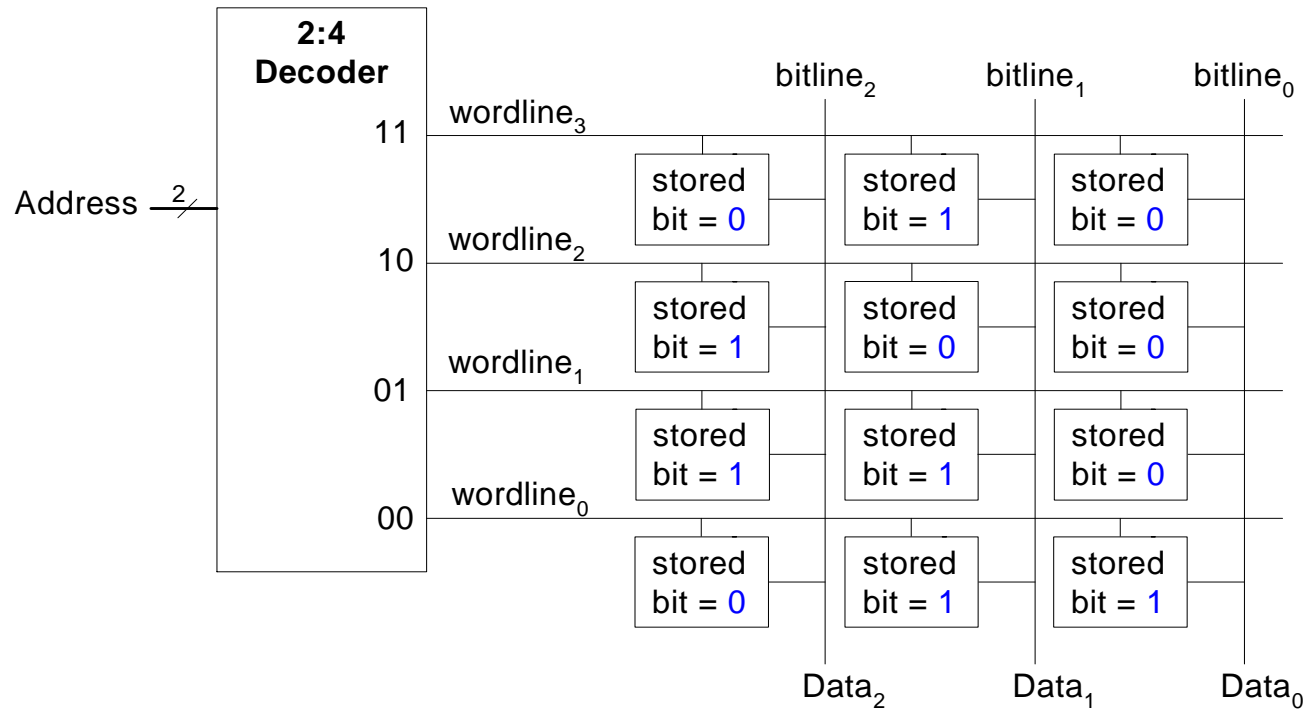 2:4
Decoder
bitline₂ bitline₁ bitline₀
wordline₃
11
stored stored stored
bit = 0 bit = 1 bit = 0
Address 2
wordline₂
10
stored stored stored
bit = 1 bit = 0 bit = 0
wordline₁
01
stored stored stored
bit = 1 bit = 1 bit = 0
wordline₀
00
stored stored stored
bit = 0 bit = 1 bit = 1
Data₂ Data₁ Data₀